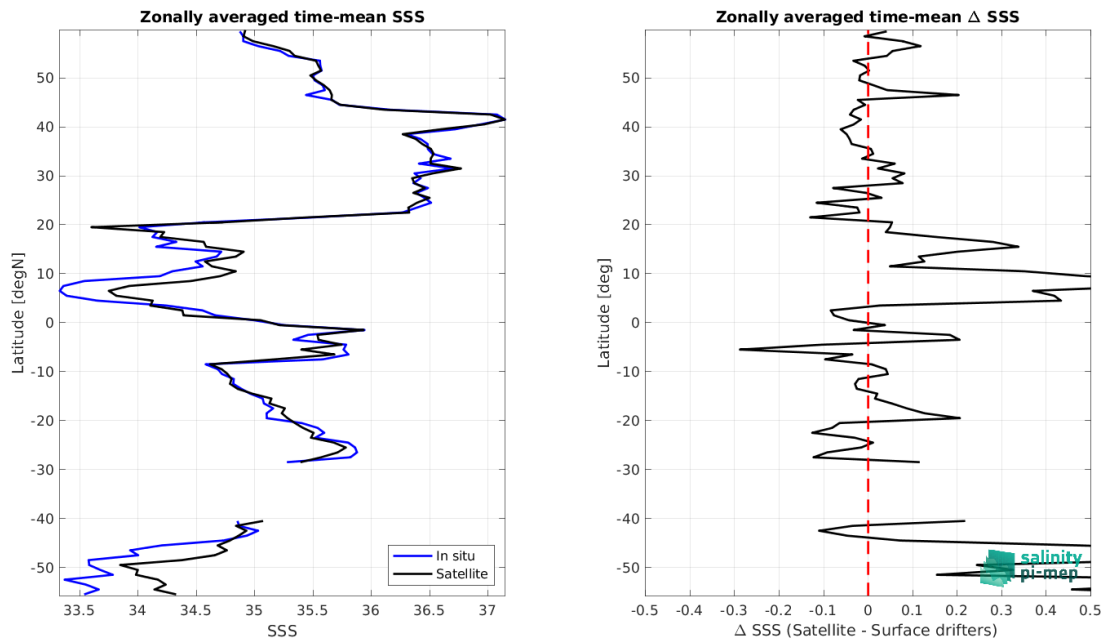 Zonally averaged time-mean SSS
Latitude [degN]
50
40
30
20
10
0
-10
-20
-30
-40
-50
33.5 34 34.5 35 35.5 36 36.5 37
SSS
In situ
Satellite
Zonally averaged time-mean Δ SSS
Latitude [deg]
50
40
30
20
10
0
-10
-20
-30
-40
-50
-0.5 -0.4 -0.3 -0.2 -0.1 0 0.1 0.2 0.3 0.4 0.5
Δ SSS (Satellite - Surface drifters)
salinity
pi-mep